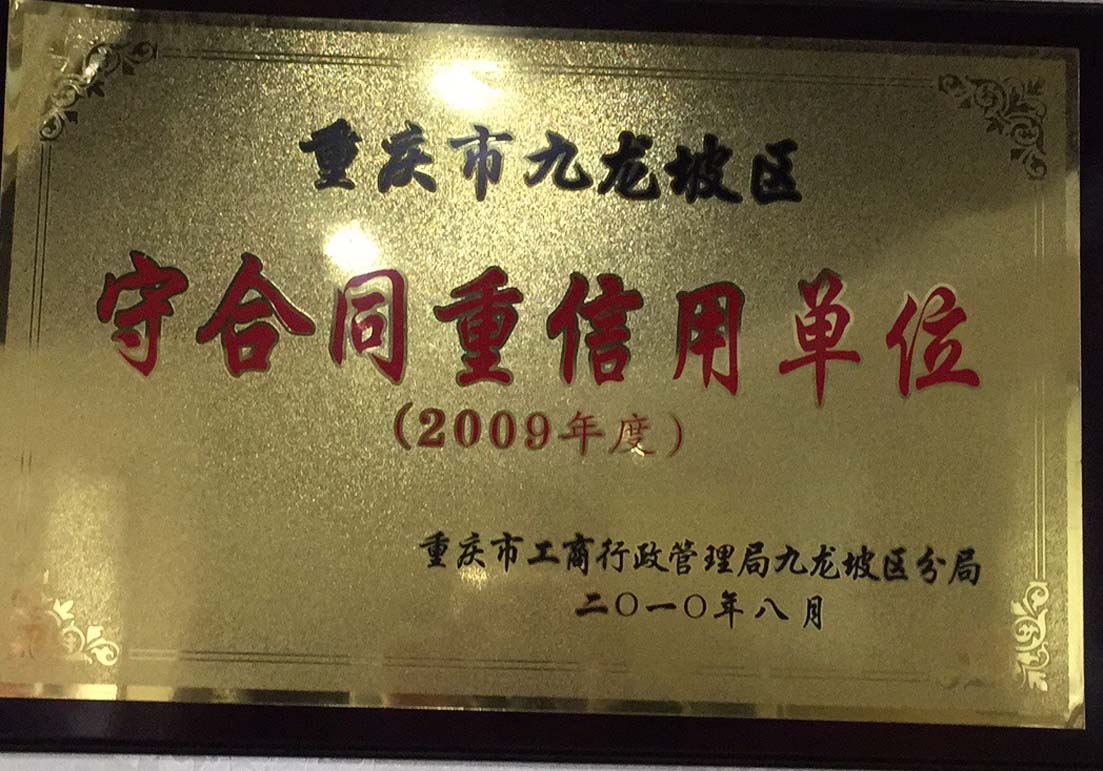 重庆市九龙坡区
守合同重信用单位
(2009年度)
重庆市工商行政管理局九龙坡区分局
二〇一〇年八月